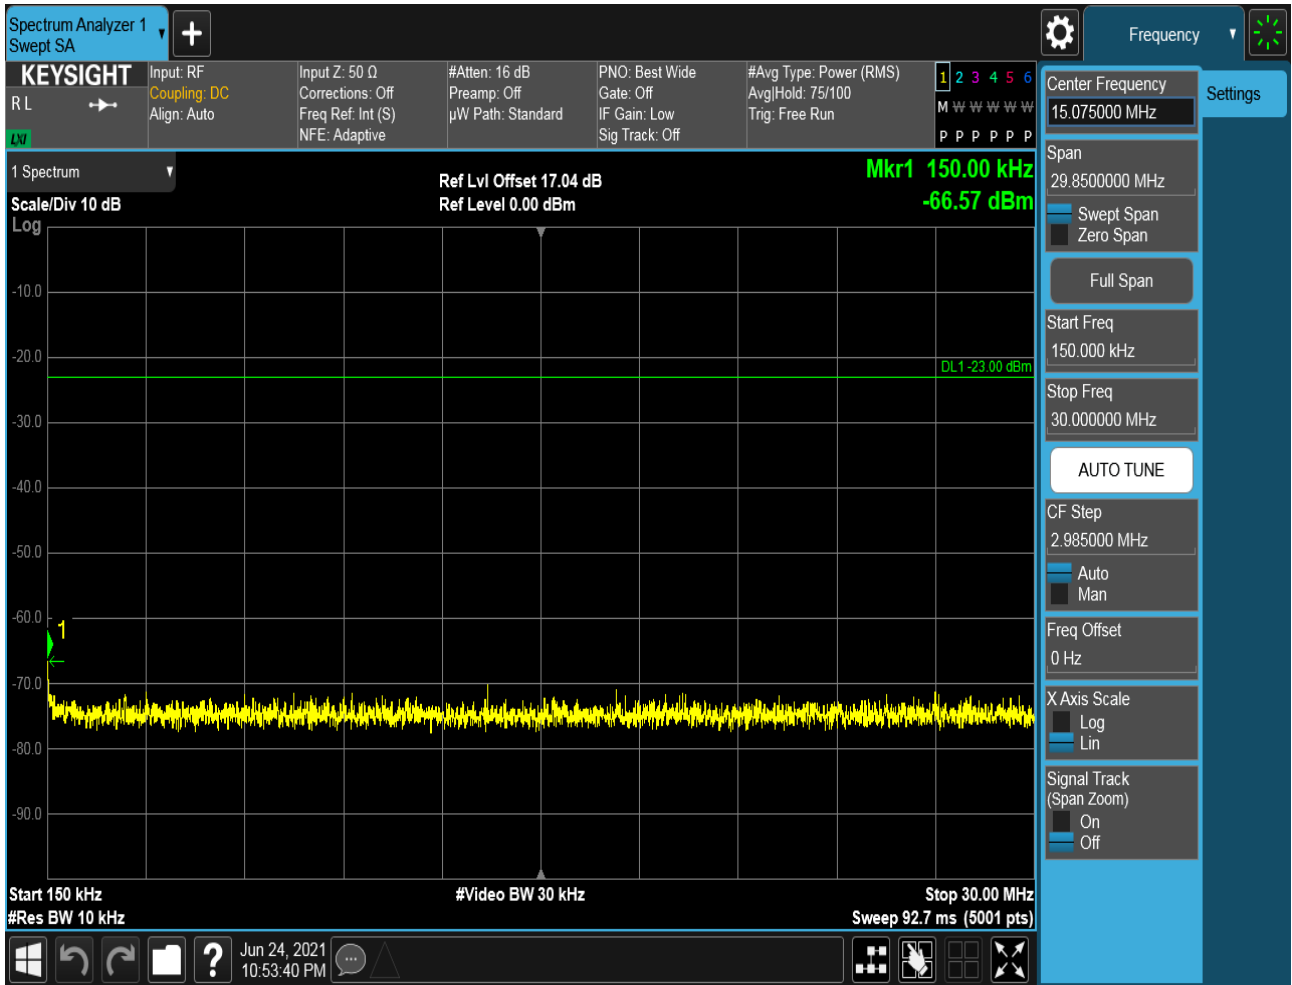 Spectrum Analyzer 1
Swept SA
Frequency
KEYSIGHT
R L
LXI
Input: RF
Coupling: DC
Align: Auto
Input Z: 50 Ω
Corrections: Off
Freq Ref: Int (S)
NFE: Adaptive
#Atten: 16 dB
Preamp: Off
µW Path: Standard
PNO: Best Wide
Gate: Off
IF Gain: Low
Sig Track: Off
#Avg Type: Power (RMS)
Avg|Hold: 75/100
Trig: Free Run
1 2 3 4 5 6
M W W W W W
P P P P P P
1 Spectrum
Scale/Div 10 dB
Log
Ref Lvl Offset 17.04 dB
Ref Level 0.00 dBm
Mkr1 150.00 kHz
-66.57 dBm
-10.0
-20.0
DL1 -23.00 dBm
-30.0
-40.0
-50.0
-60.0
1
-70.0
-80.0
-90.0
Start 150 kHz
#Res BW 10 kHz
#Video BW 30 kHz
Stop 30.00 MHz
Sweep 92.7 ms (5001 pts)
Jun 24, 2021
10:53:40 PM
Center Frequency
15.075000 MHz
Settings
Span
29.8500000 MHz
Swept Span
Zero Span
Full Span
Start Freq
150.000 kHz
Stop Freq
30.000000 MHz
AUTO TUNE
CF Step
2.985000 MHz
Auto
Man
Freq Offset
0 Hz
X Axis Scale
Log
Lin
Signal Track
(Span Zoom)
On
Off